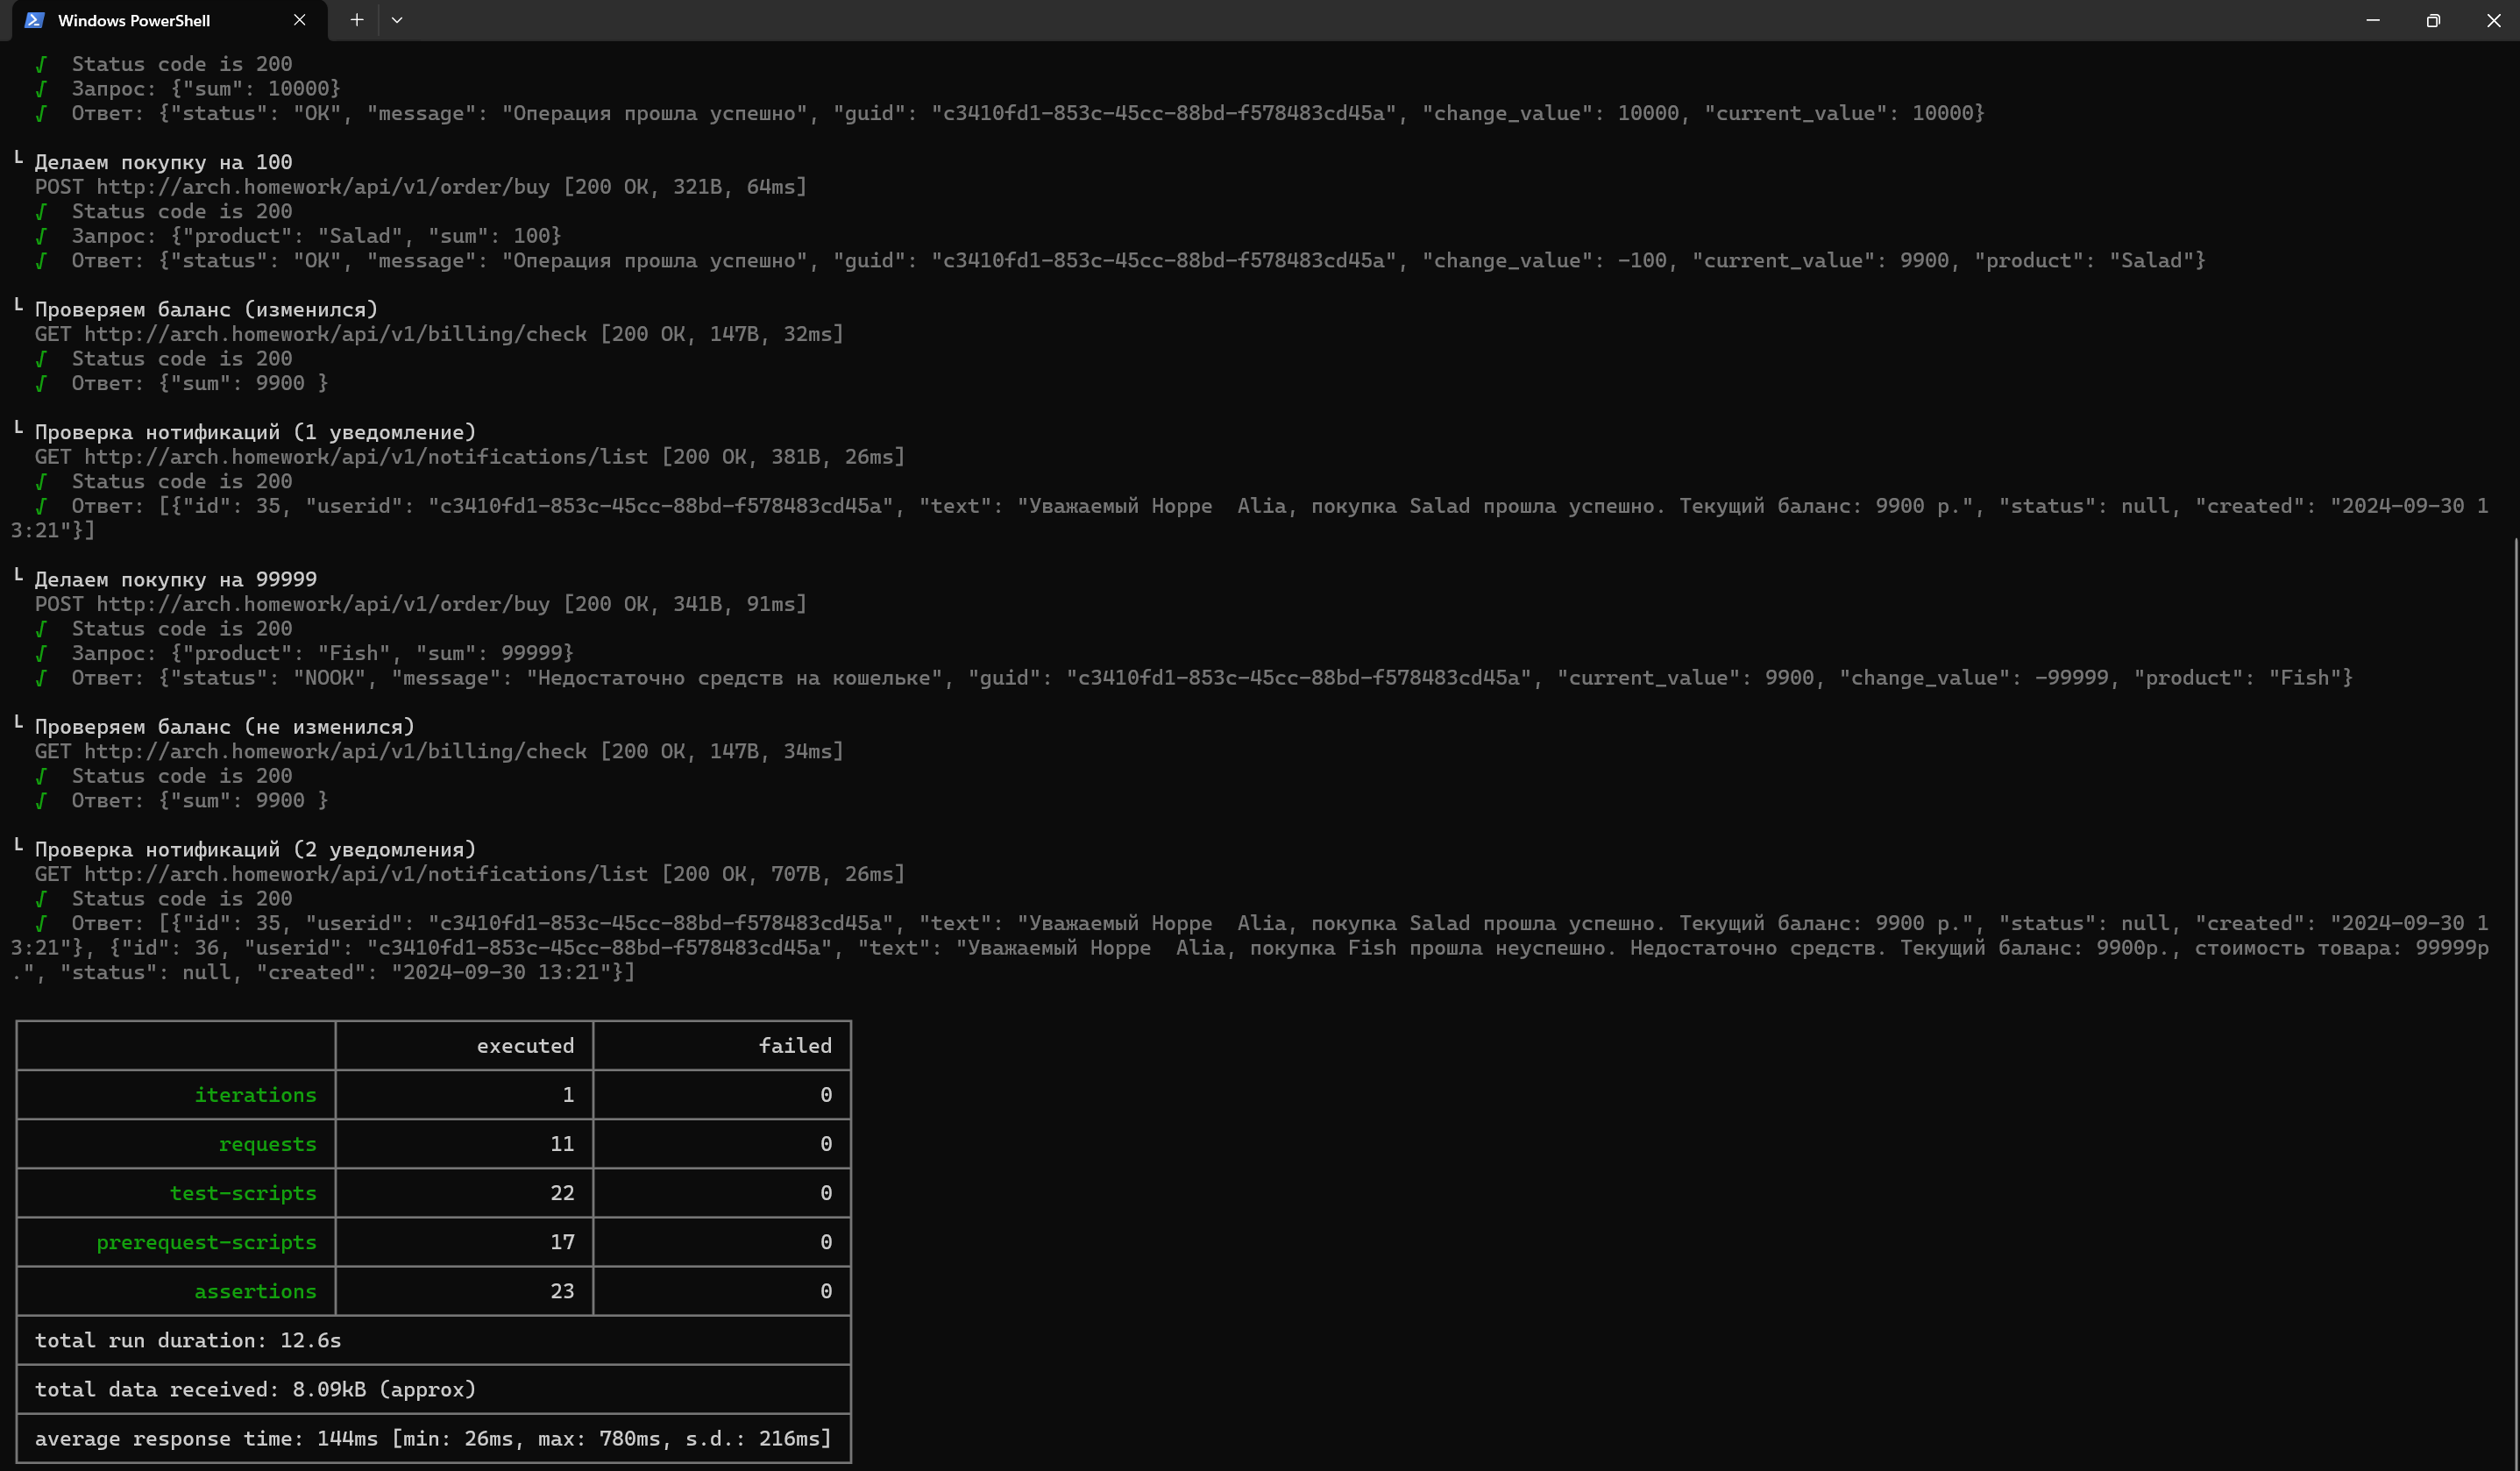 Windows PowerShell
√ Status code is 200
√ Запрос: {"sum": 10000}
√ Ответ: {"status": "OK", "message": "Операция прошла успешно", "guid": "c3410fd1-853c-45cc-88bd-f578483cd45a", "change_value": 10000, "current_value": 10000}
└ Делаем покупку на 100
POST http://arch.homework/api/v1/order/buy [200 OK, 321B, 64ms]
√ Status code is 200
√ Запрос: {"product": "Salad", "sum": 100}
√ Ответ: {"status": "OK", "message": "Операция прошла успешно", "guid": "c3410fd1-853c-45cc-88bd-f578483cd45a", "change_value": -100, "current_value": 9900, "product": "Salad"}
└ Проверяем баланс (изменился)
GET http://arch.homework/api/v1/billing/check [200 OK, 147B, 32ms]
√ Status code is 200
√ Ответ: {"sum": 9900 }
└ Проверка нотификаций (1 уведомление)
GET http://arch.homework/api/v1/notifications/list [200 OK, 381B, 26ms]
√ Status code is 200
√ Ответ: [{"id": 35, "userid": "c3410fd1-853c-45cc-88bd-f578483cd45a", "text": "Уважаемый Hoppe  Alia, покупка Salad прошла успешно. Текущий баланс: 9900 р.", "status": null, "created": "2024-09-30 1
3:21"}]
└ Делаем покупку на 99999
POST http://arch.homework/api/v1/order/buy [200 OK, 341B, 91ms]
√ Status code is 200
√ Запрос: {"product": "Fish", "sum": 99999}
√ Ответ: {"status": "NOOK", "message": "Недостаточно средств на кошельке", "guid": "c3410fd1-853c-45cc-88bd-f578483cd45a", "current_value": 9900, "change_value": -99999, "product": "Fish"}
└ Проверяем баланс (не изменился)
GET http://arch.homework/api/v1/billing/check [200 OK, 147B, 34ms]
√ Status code is 200
√ Ответ: {"sum": 9900 }
└ Проверка нотификаций (2 уведомления)
GET http://arch.homework/api/v1/notifications/list [200 OK, 707B, 26ms]
√ Status code is 200
√ Ответ: [{"id": 35, "userid": "c3410fd1-853c-45cc-88bd-f578483cd45a", "text": "Уважаемый Hoppe  Alia, покупка Salad прошла успешно. Текущий баланс: 9900 р.", "status": null, "created": "2024-09-30 1
3:21"}, {"id": 36, "userid": "c3410fd1-853c-45cc-88bd-f578483cd45a", "text": "Уважаемый Hoppe  Alia, покупка Fish прошла неуспешно. Недостаточно средств. Текущий баланс: 9900р., стоимость товара: 99999р
.", "status": null, "created": "2024-09-30 13:21"}]
executed failed
iterations 1 0
requests 11 0
test-scripts 22 0
prerequest-scripts 17 0
assertions 23 0
total run duration: 12.6s
total data received: 8.09kB (approx)
average response time: 144ms [min: 26ms, max: 780ms, s.d.: 216ms]